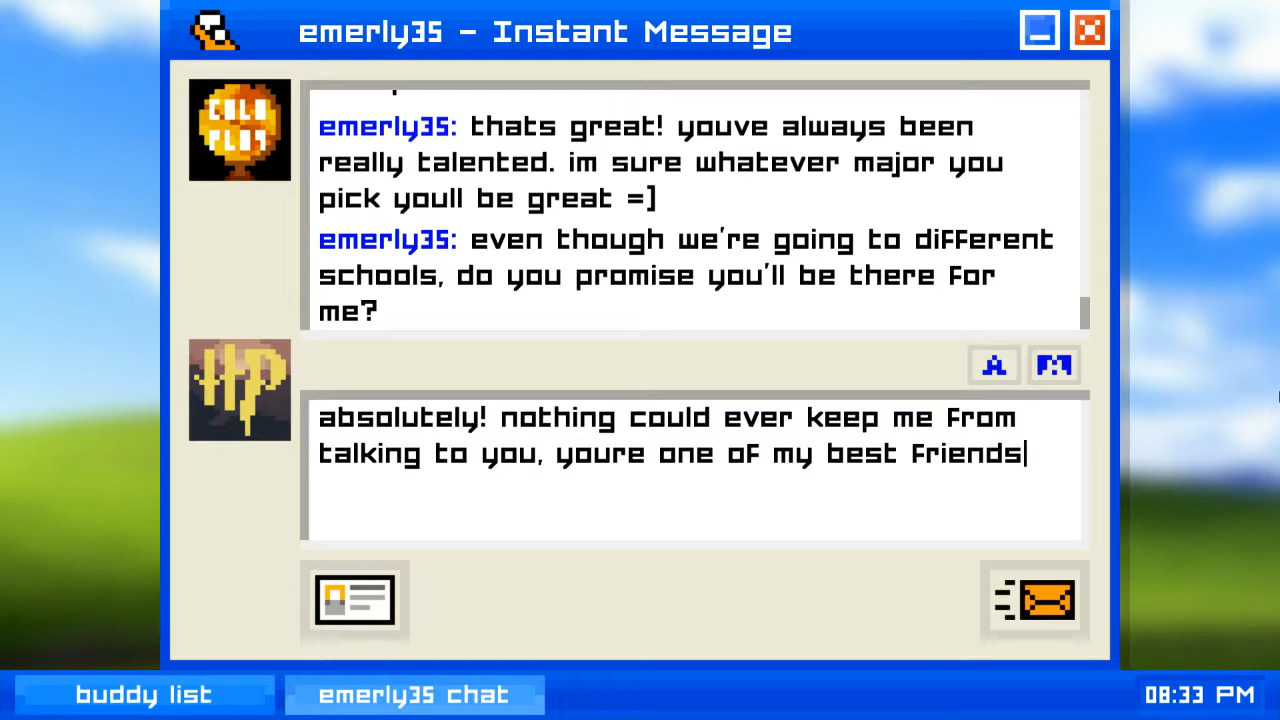 emerly35 - Instant Message
COLD
PLAY
emerly35: thats great! youve always been
really talented. im sure whatever major you
pick youll be great =]
emerly35: even though we're going to different
schools, do you promise you'll be there for
me?
HP
A
absolutely! nothing could ever keep me from
talking to you, youre one of my best friends
buddy list
emerly35 chat
08:33 PM